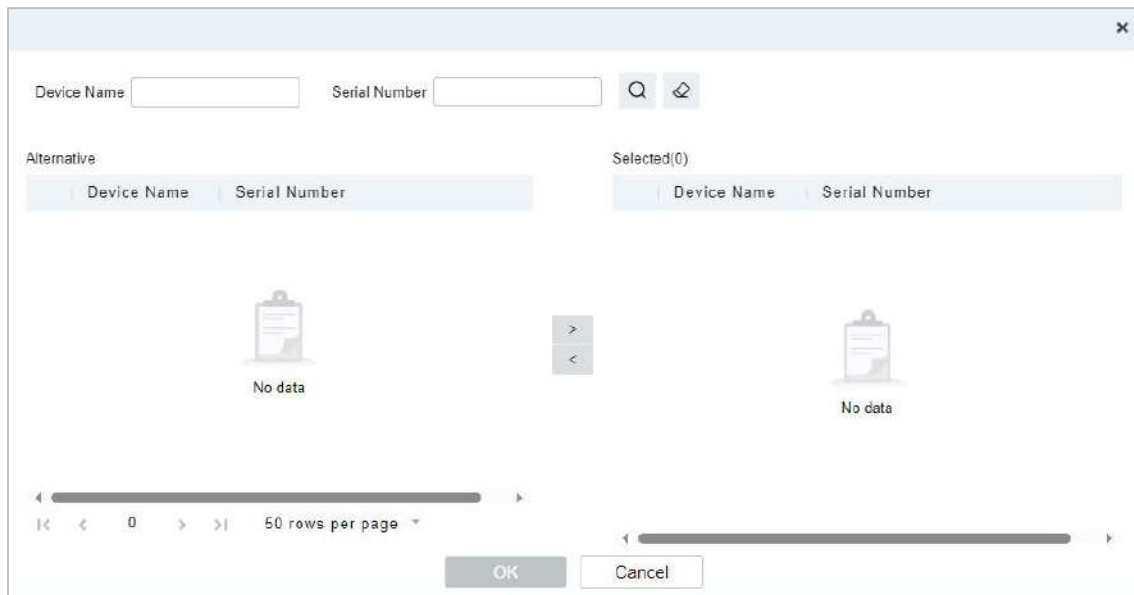 Device Name
Serial Number
Alternative
Selected(0)
Device Name Serial Number
Device Name Serial Number
>
<
No data
No data
0
50 rows per page
OK
Cancel